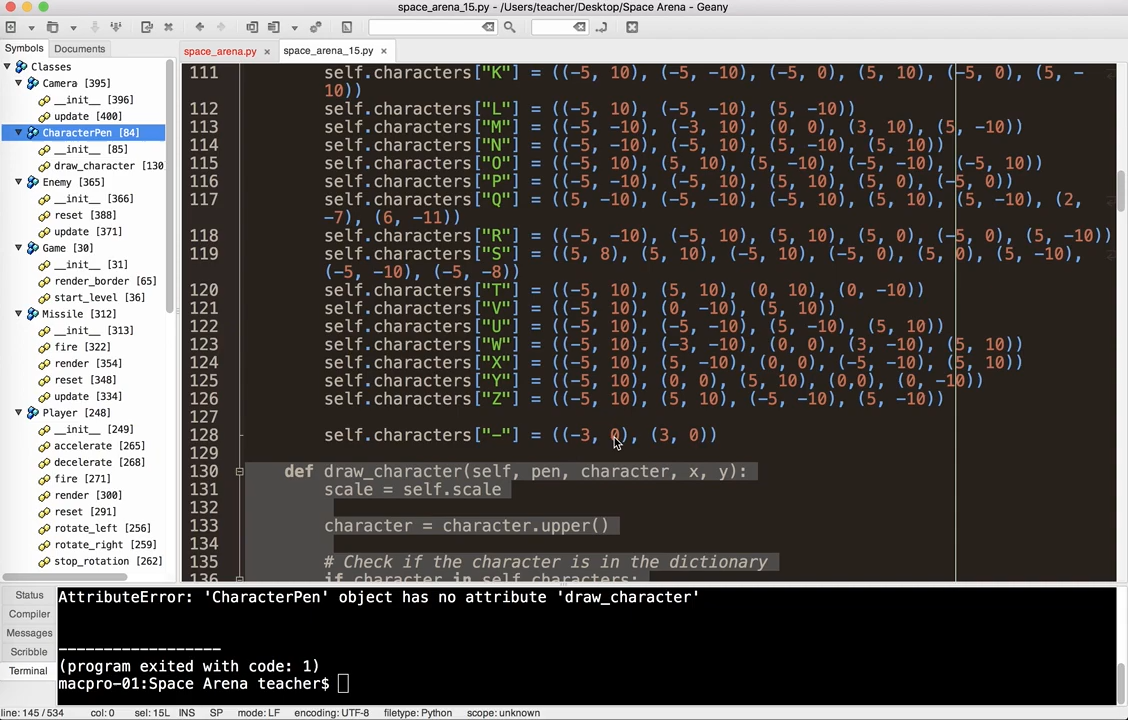 space_arena_15.py - /Users/teacher/Desktop/Space Arena - Geany
Symbols Documents
space_arena.py × space_arena_15.py ×
Classes
Camera [395]
__init__ [396]
update [400]
CharacterPen [84]
__init__ [85]
draw_character [130
Enemy [365]
__init__ [366]
reset [388]
update [371]
Game [30]
__init__ [31]
render_border [65]
start_level [36]
Missile [312]
__init__ [313]
fire [322]
render [354]
reset [348]
update [334]
Player [248]
__init__ [249]
accelerate [265]
decelerate [268]
fire [271]
render [300]
reset [291]
rotate_left [256]
rotate_right [259]
stop_rotation [262]
111 self.characters["K"] = ((-5, 10), (-5, -10), (-5, 0), (5, 10), (-5, 0), (5, -
10))
112 self.characters["L"] = ((-5, 10), (-5, -10), (5, -10))
113 self.characters["M"] = ((-5, -10), (-3, 10), (0, 0), (3, 10), (5, -10))
114 self.characters["N"] = ((-5, -10), (-5, 10), (5, -10), (5, 10))
115 self.characters["O"] = ((-5, 10), (5, 10), (5, -10), (-5, -10), (-5, 10))
116 self.characters["P"] = ((-5, -10), (-5, 10), (5, 10), (5, 0), (-5, 0))
117 self.characters["Q"] = ((5, -10), (-5, -10), (-5, 10), (5, 10), (5, -10), (2,
-7), (6, -11))
118 self.characters["R"] = ((-5, -10), (-5, 10), (5, 10), (5, 0), (-5, 0), (5, -10))
119 self.characters["S"] = ((5, 8), (5, 10), (-5, 10), (-5, 0), (5, 0), (5, -10),
(-5, -10), (-5, -8))
120 self.characters["T"] = ((-5, 10), (5, 10), (0, 10), (0, -10))
121 self.characters["V"] = ((-5, 10), (0, -10), (5, 10))
122 self.characters["U"] = ((-5, 10), (-5, -10), (5, -10), (5, 10))
123 self.characters["W"] = ((-5, 10), (-3, -10), (0, 0), (3, -10), (5, 10))
124 self.characters["X"] = ((-5, 10), (5, -10), (0, 0), (-5, -10), (5, 10))
125 self.characters["Y"] = ((-5, 10), (0, 0), (5, 10), (0,0), (0, -10))
126 self.characters["Z"] = ((-5, 10), (5, 10), (-5, -10), (5, -10))
127
128 self.characters["-"] = ((-3, 0), (3, 0))
129
130 def draw_character(self, pen, character, x, y):
131 scale = self.scale
132
133 character = character.upper()
134
135 # Check if the character is in the dictionary
136 if character in self.characters:
Status
Compiler
Messages
Scribble
Terminal
AttributeError: 'CharacterPen' object has no attribute 'draw_character'
------------------
(program exited with code: 1)
macpro-01:Space Arena teacher$
line: 145 / 534 col: 0 sel: 15L INS SP mode: LF encoding: UTF-8 filetype: Python scope: unknown